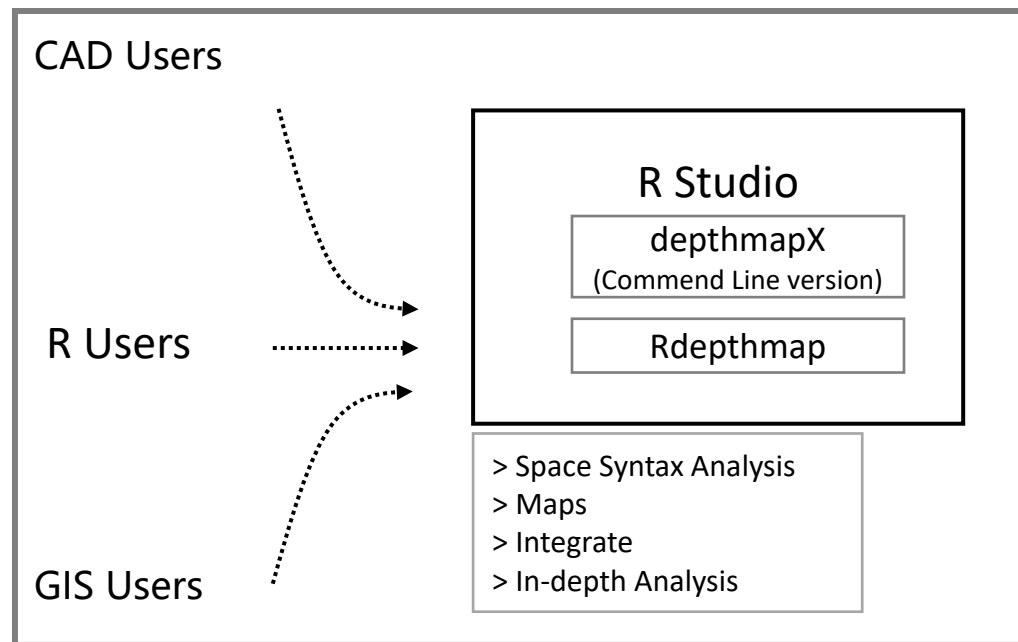 CAD Users
R Users
GIS Users
R Studio
depthmapX
(Commend Line version)
Rdepthmap
> Space Syntax Analysis
> Maps
> Integrate
> In-depth Analysis